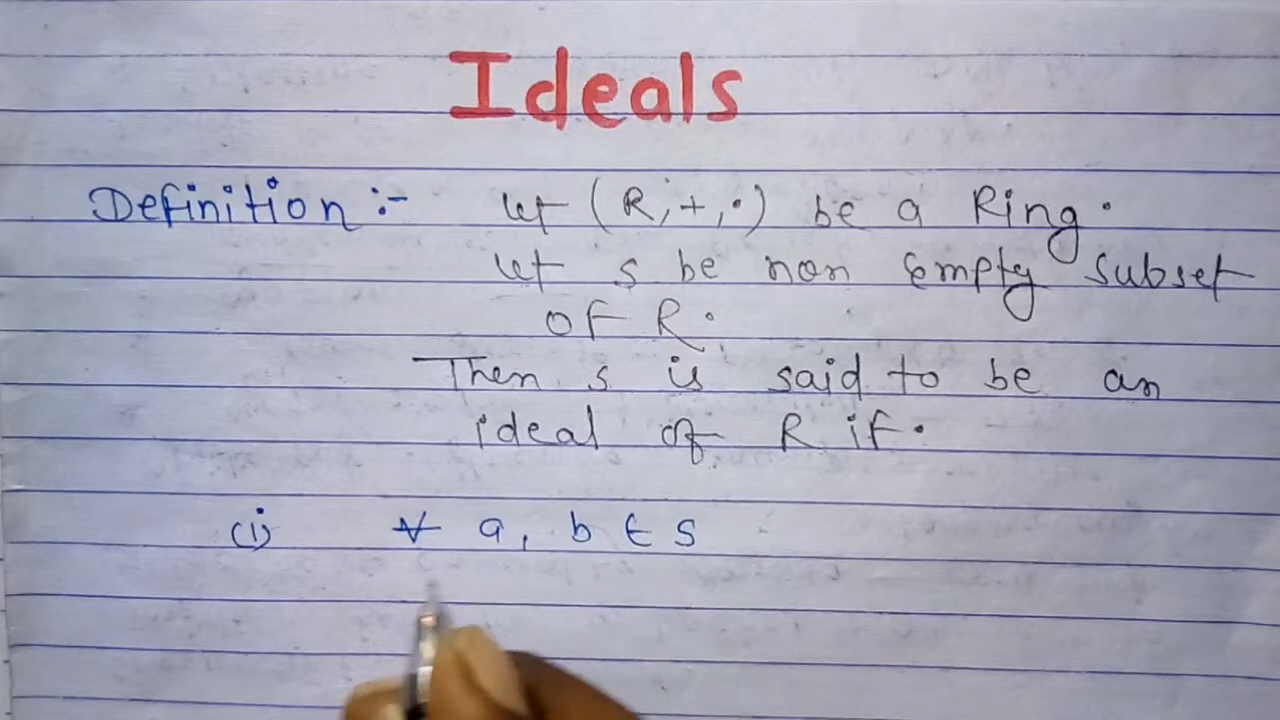 Ideals
Definition :- let (R, +, •) be a Ring.
let s be non empty subset
of R.
Then s is said to be an
ideal of R if.
(i) ∀ a, b ∈ s